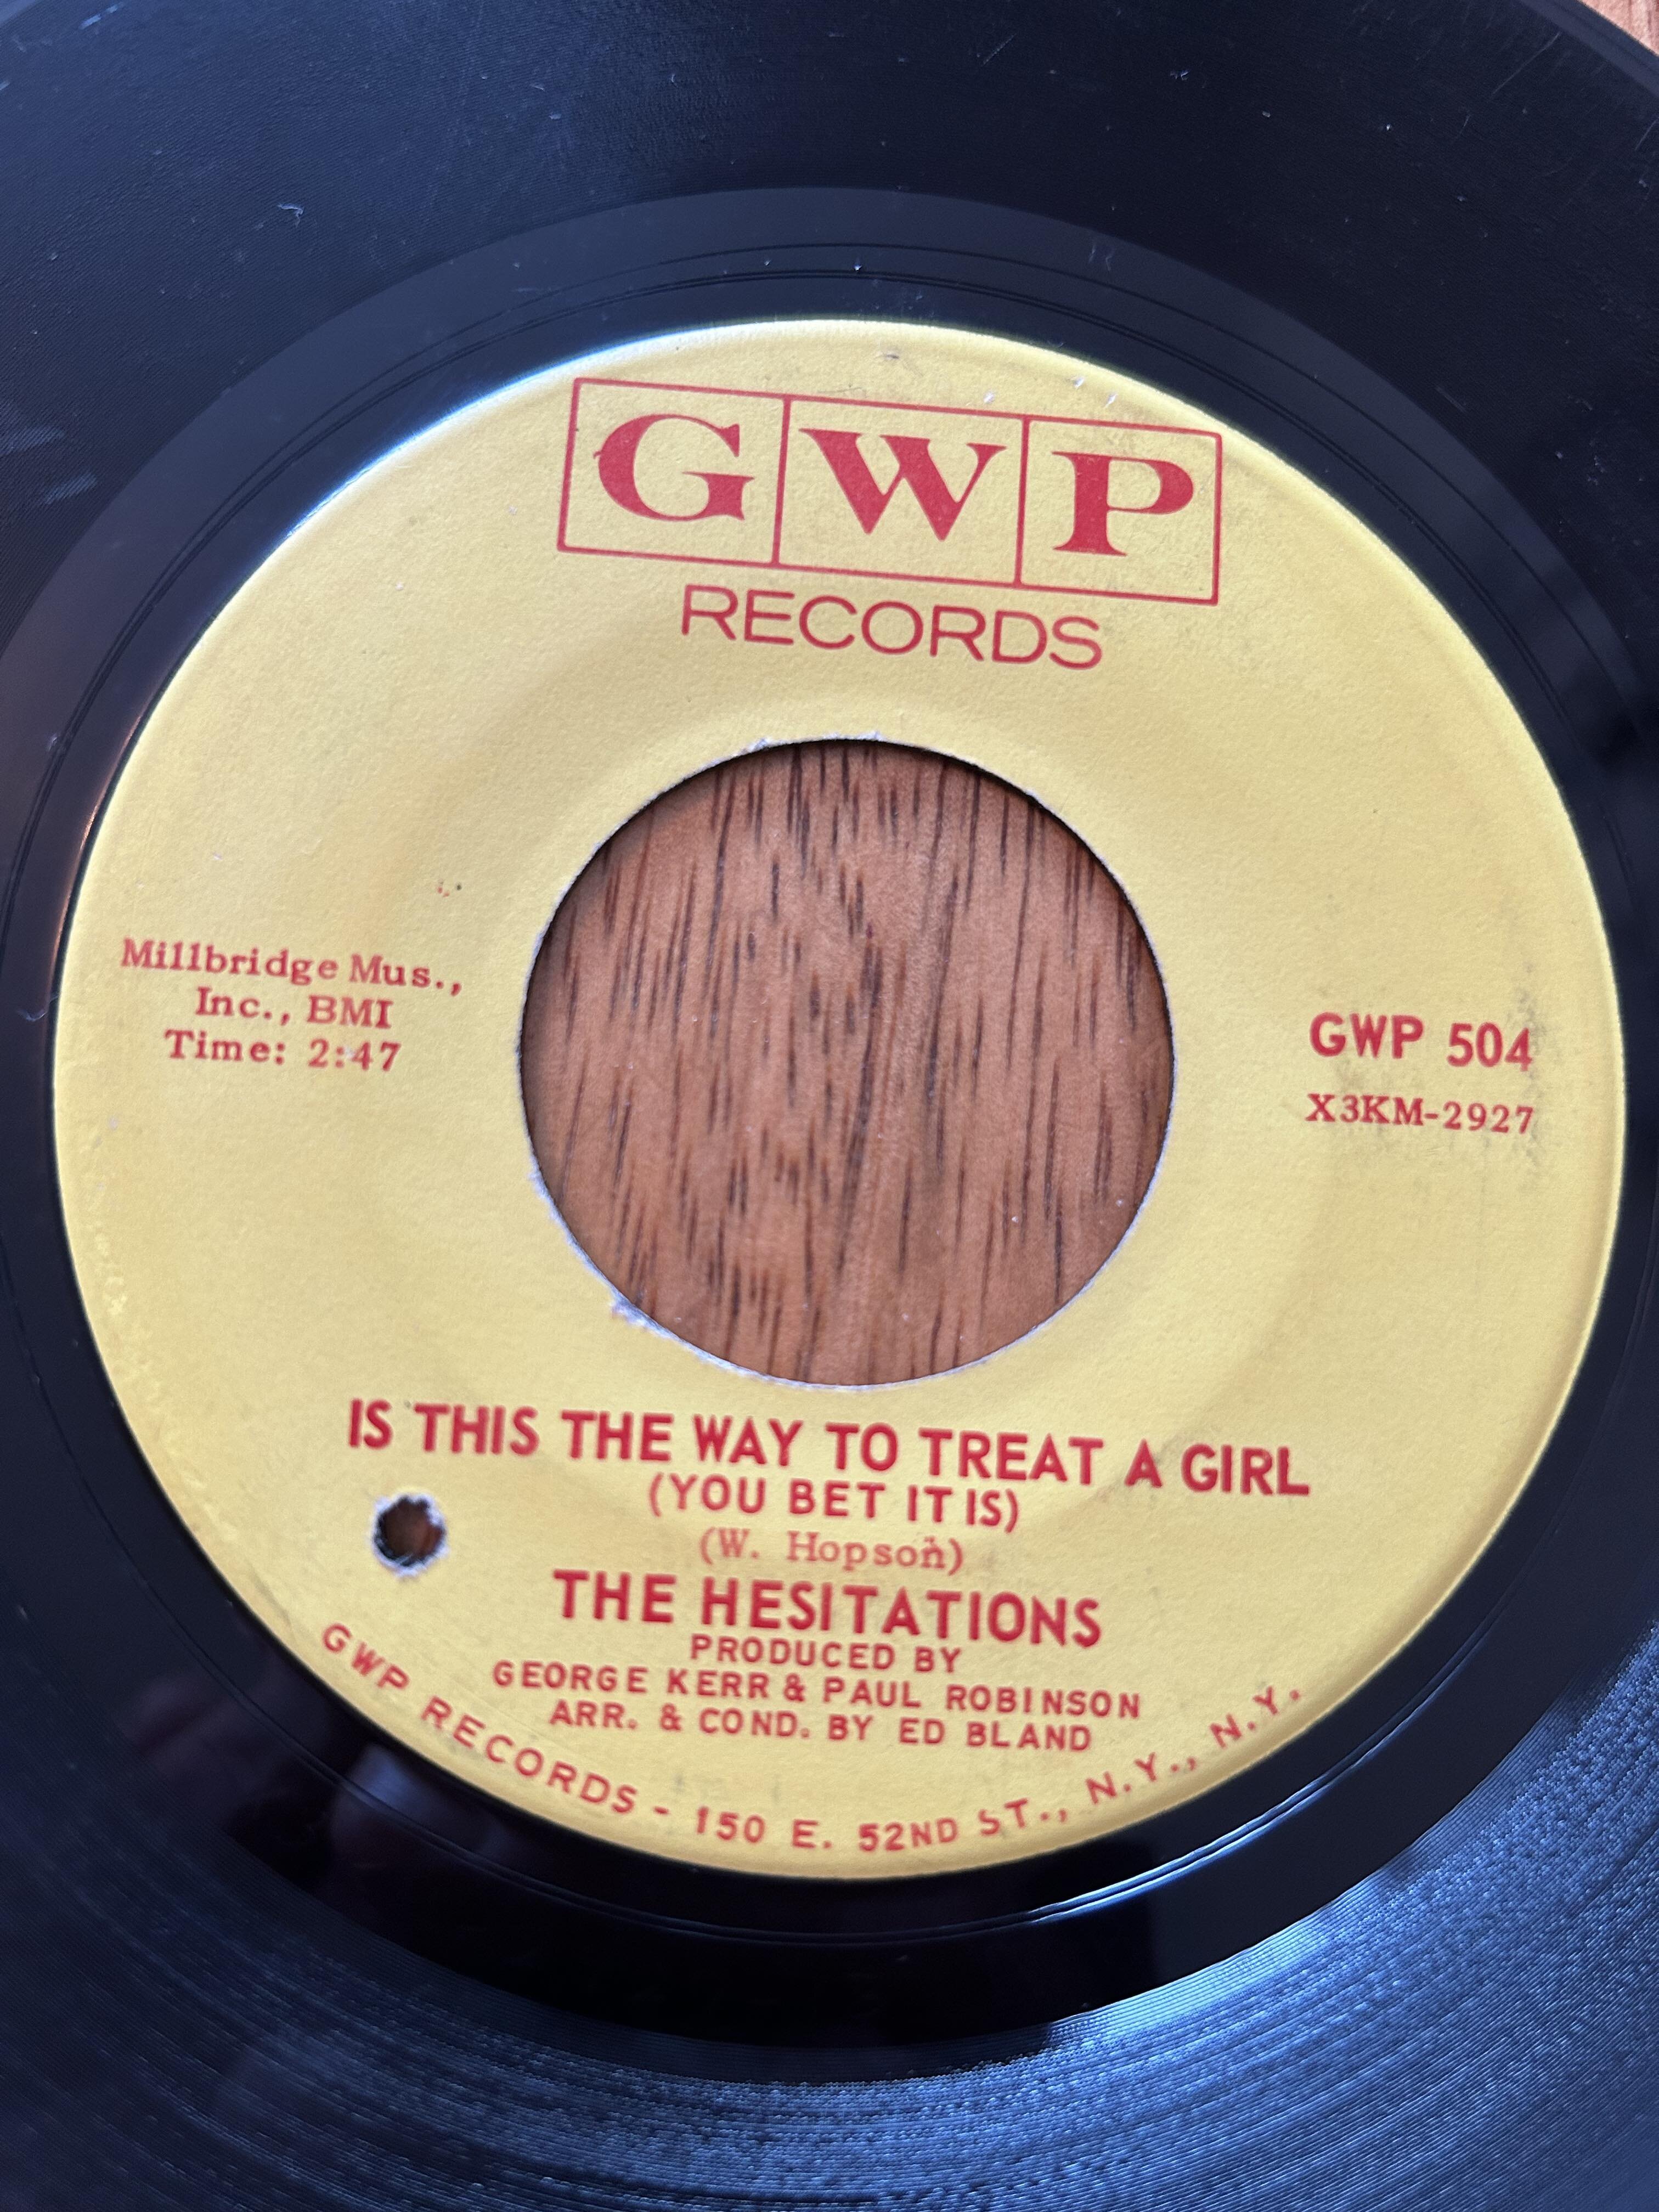 GWP
RECORDS
Millbridge Mus.,
Inc., BMI
Time: 2:47
GWP 504
X3KM-2927
IS THIS THE WAY TO TREAT A GIRL
(YOU BET IT IS)
(W. Hopson)
THE HESITATIONS
PRODUCED BY
GEORGE KERR & PAUL ROBINSON
ARR. & COND. BY ED BLAND
GWP RECORDS - 150 E. 52ND ST., N.Y., N.Y.